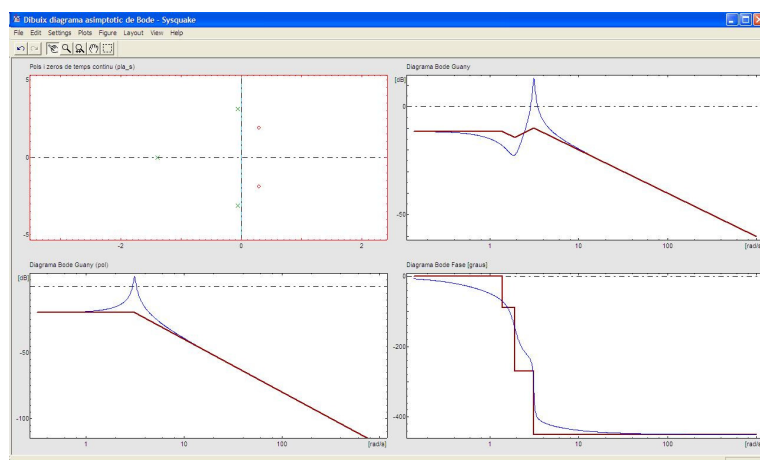 Dibuix diagrama asimptotic de Bode - Sysquake
File Edit Settings Plots Figure Layout View Help
Pols i zeros de temps continu (pla_s)
5
0
-5
-2 0 2
Diagrama Bode Guany
[dB]
0
-50
1 10 100 [rad/s]
Diagrama Bode Guany (pol)
[dB]
-50
-100
1 10 100 [rad/s]
Diagrama Bode Fase [graus]
0
-200
-400
1 10 100 [rad/s]